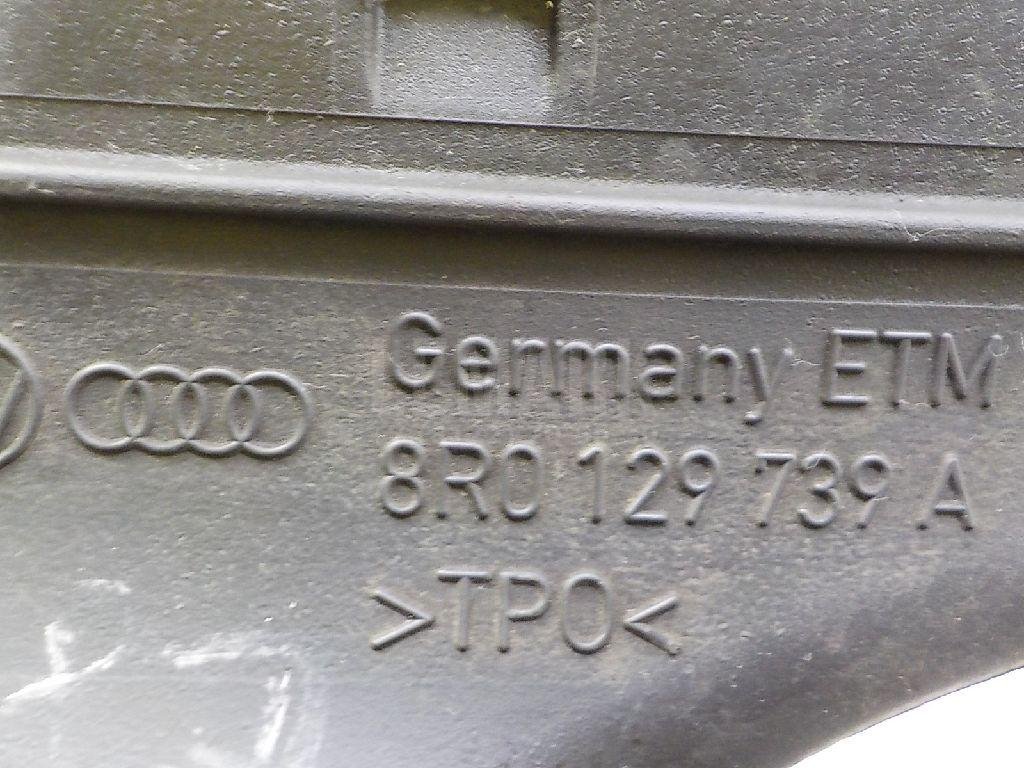 Germany ETM
8R0 129 739 A
>TPO<